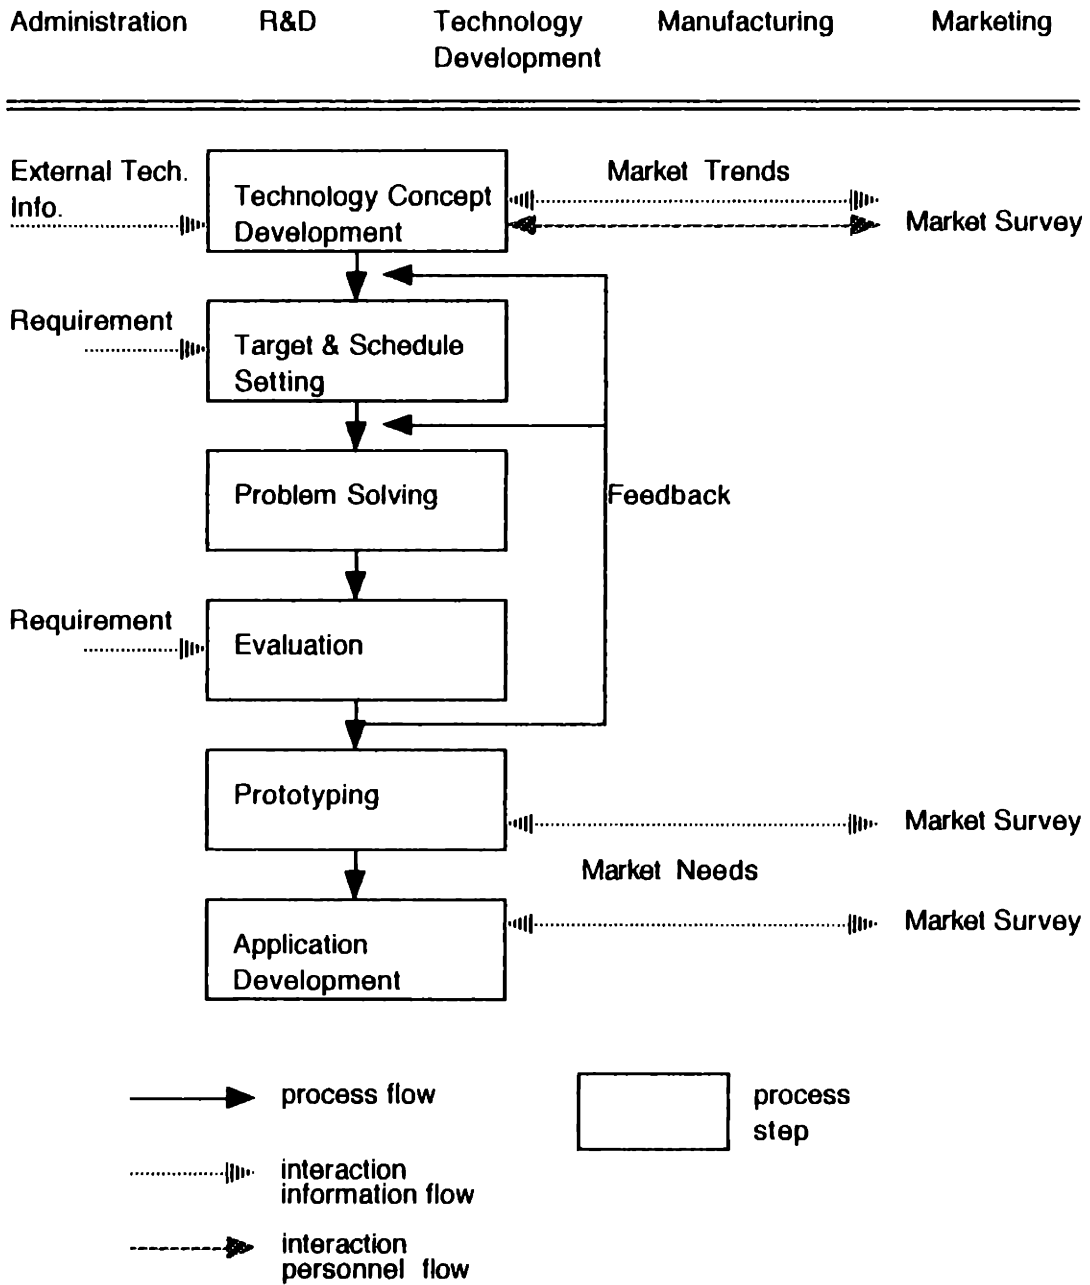 Administration R&D Technology Manufacturing Marketing
Development
External Tech. Market Trends
Info.
Technology Concept
Development
Market Survey
Requirement
Target & Schedule
Setting
Problem Solving
Feedback
Requirement
Evaluation
Prototyping
Market Survey
Market Needs
Market Survey
Application
Development
process flow
process
step
interaction
information flow
interaction
personnel flow